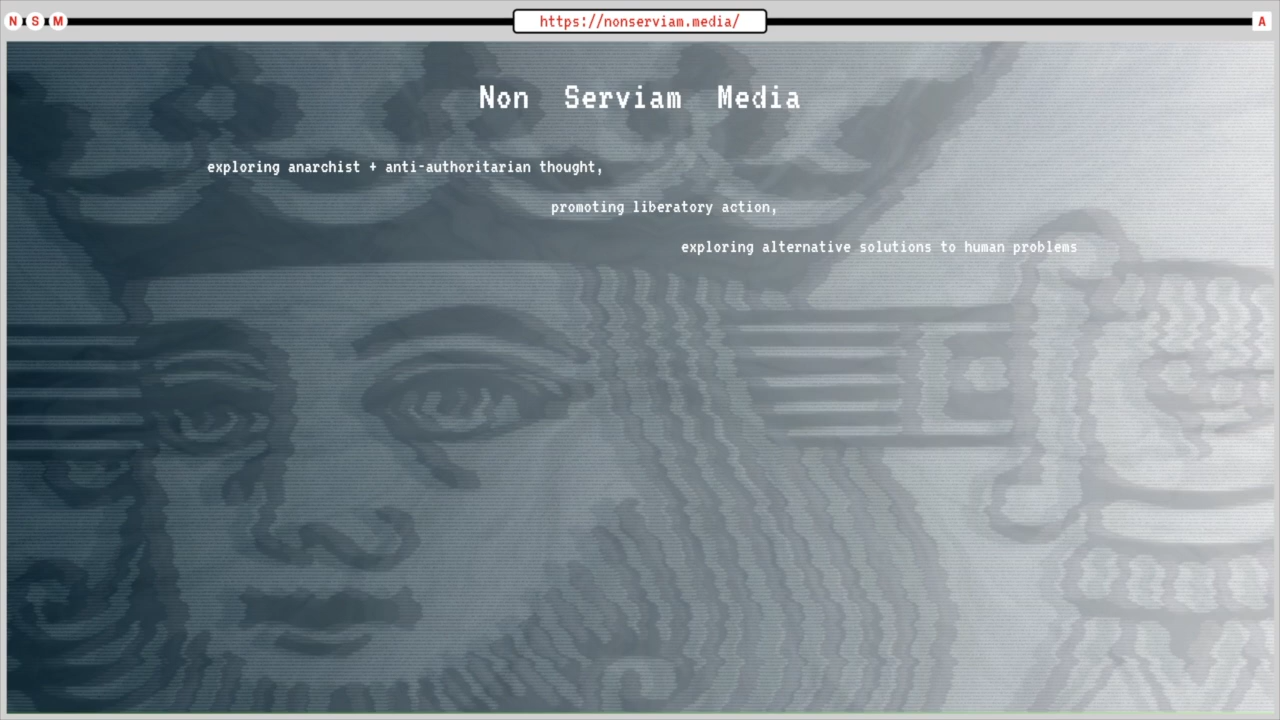 N S M
https://nonserviam.media/
A
Non Serviam Media
exploring anarchist + anti-authoritarian thought,
promoting liberatory action,
exploring alternative solutions to human problems